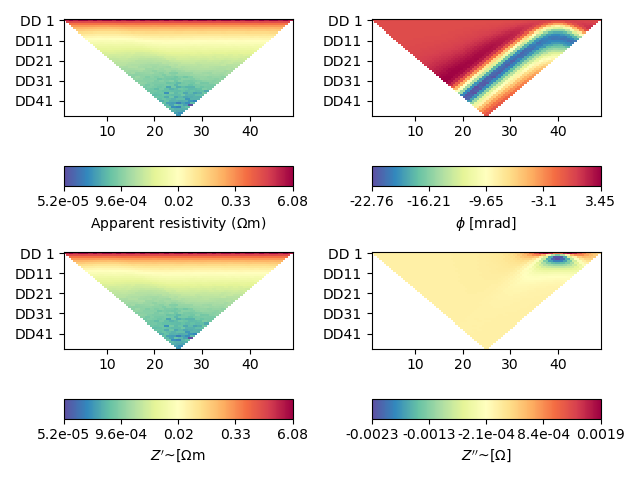 DD 1
DD11
DD21
DD31
DD41
10 20 30 40
5.2e-05 9.6e-04 0.02 0.33 6.08
Apparent resistivity (Ωm)
DD 1
DD11
DD21
DD31
DD41
10 20 30 40
-22.76 -16.21 -9.65 -3.1 3.45
ϕ [mrad]
DD 1
DD11
DD21
DD31
DD41
10 20 30 40
5.2e-05 9.6e-04 0.02 0.33 6.08
Z′~[Ωm
DD 1
DD11
DD21
DD31
DD41
10 20 30 40
-0.0023 -0.0013 -2.1e-04 8.4e-04 0.0019
Z″~[Ω]